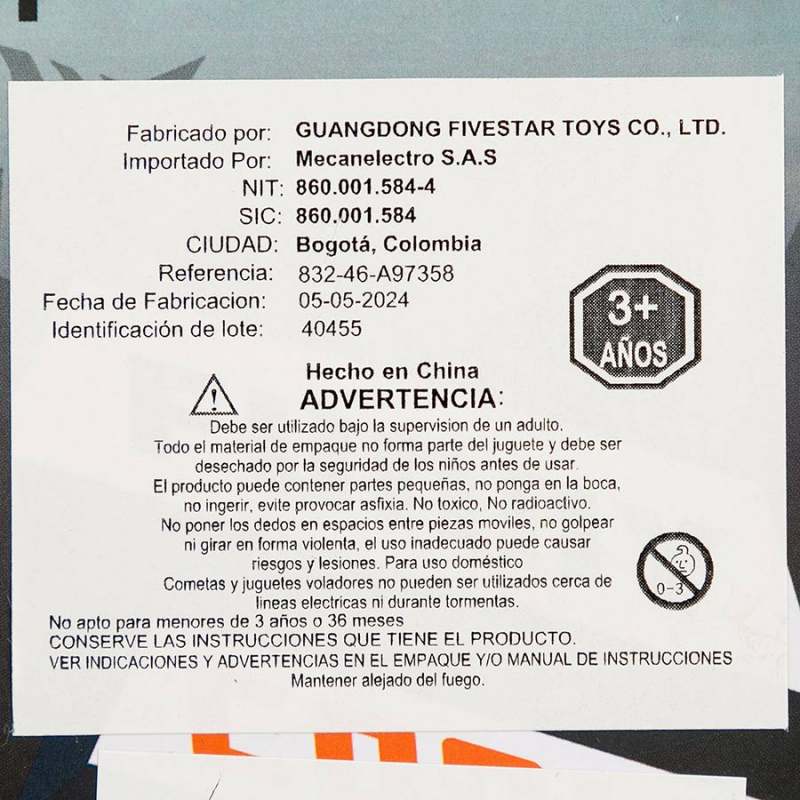 Fabricado por: GUANGDONG FIVESTAR TOYS CO., LTD.
Importado Por: Mecanelectro S.A.S
NIT: 860.001.584-4
SIC: 860.001.584
CIUDAD: Bogotá, Colombia
Referencia: 832-46-A97358
Fecha de Fabricacion: 05-05-2024
Identificación de lote: 40455
3+
AÑOS
Hecho en China
ADVERTENCIA:
Debe ser utilizado bajo la supervision de un adulto.
Todo el material de empaque no forma parte del juguete y debe ser
desechado por la seguridad de los niños antes de usar.
El producto puede contener partes pequeñas, no ponga en la boca,
no ingerir, evite provocar asfixia. No toxico, No radioactivo.
No poner los dedos en espacios entre piezas moviles, no golpear
ni girar en forma violenta, el uso inadecuado puede causar
riesgos y lesiones. Para uso doméstico
Cometas y juguetes voladores no pueden ser utilizados cerca de
lineas electricas ni durante tormentas.
0-3
No apto para menores de 3 años o 36 meses
CONSERVE LAS INSTRUCCIONES QUE TIENE EL PRODUCTO.
VER INDICACIONES Y ADVERTENCIAS EN EL EMPAQUE Y/O MANUAL DE INSTRUCCIONES
Mantener alejado del fuego.